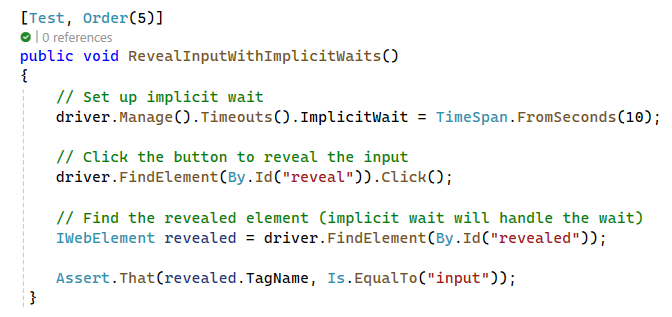 [Test, Order(5)]
| 0 references
public void RevealInputWithImplicitWaits()
{
// Set up implicit wait
driver.Manage().Timeouts().ImplicitWait = TimeSpan.FromSeconds(10);
// Click the button to reveal the input
driver.FindElement(By.Id("reveal")).Click();
// Find the revealed element (implicit wait will handle the wait)
IWebElement revealed = driver.FindElement(By.Id("revealed"));
Assert.That(revealed.TagName, Is.EqualTo("input"));
}